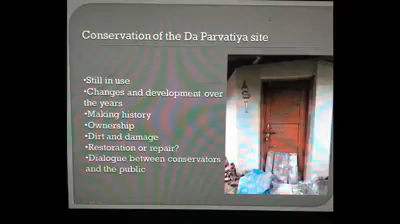 Conservation of the Da Parvatiya site
•Still in use
•Changes and development over
the years
•Making history
•Ownership
•Dirt and damage
•Restoration or repair?
•Dialogue between conservators
and the public